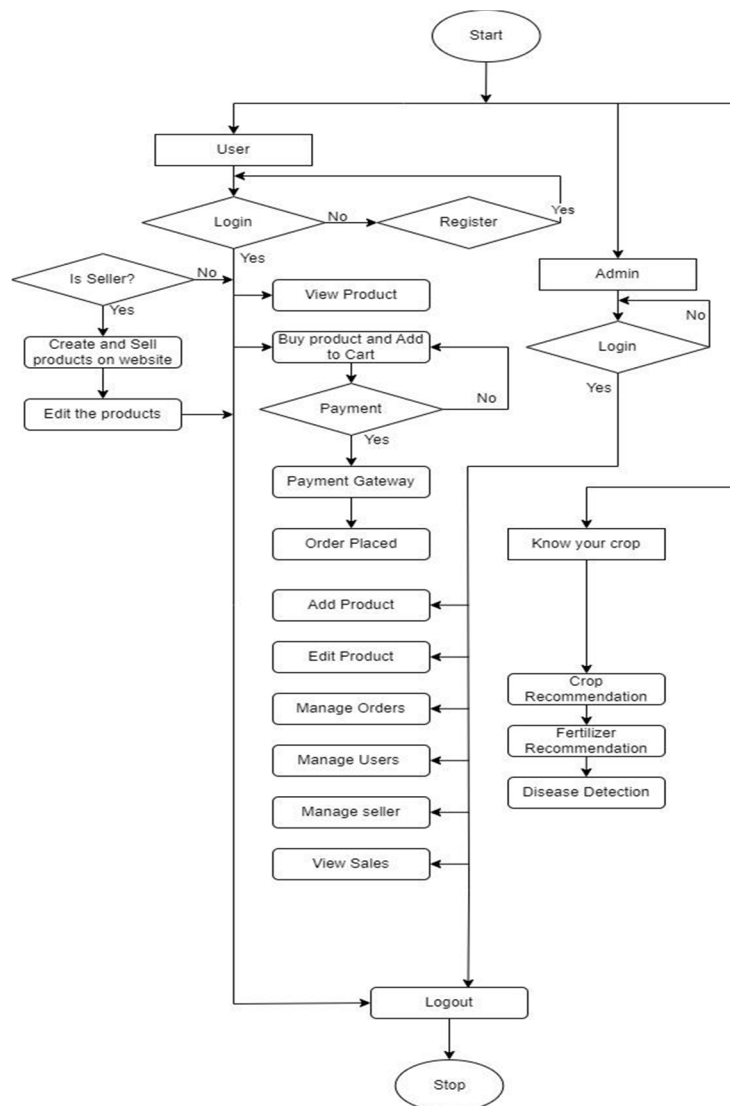 Start
User
Login
No
Register
Yes
Yes
Is Seller?
No
Yes
View Product
Admin
No
Login
Yes
Create and Sell
products on website
Buy product and Add
to Cart
Edit the products
Payment
No
Yes
Payment Gateway
Order Placed
Know your crop
Add Product
Edit Product
Crop
Recommendation
Manage Orders
Fertilizer
Recommendation
Manage Users
Disease Detection
Manage seller
View Sales
Logout
Stop